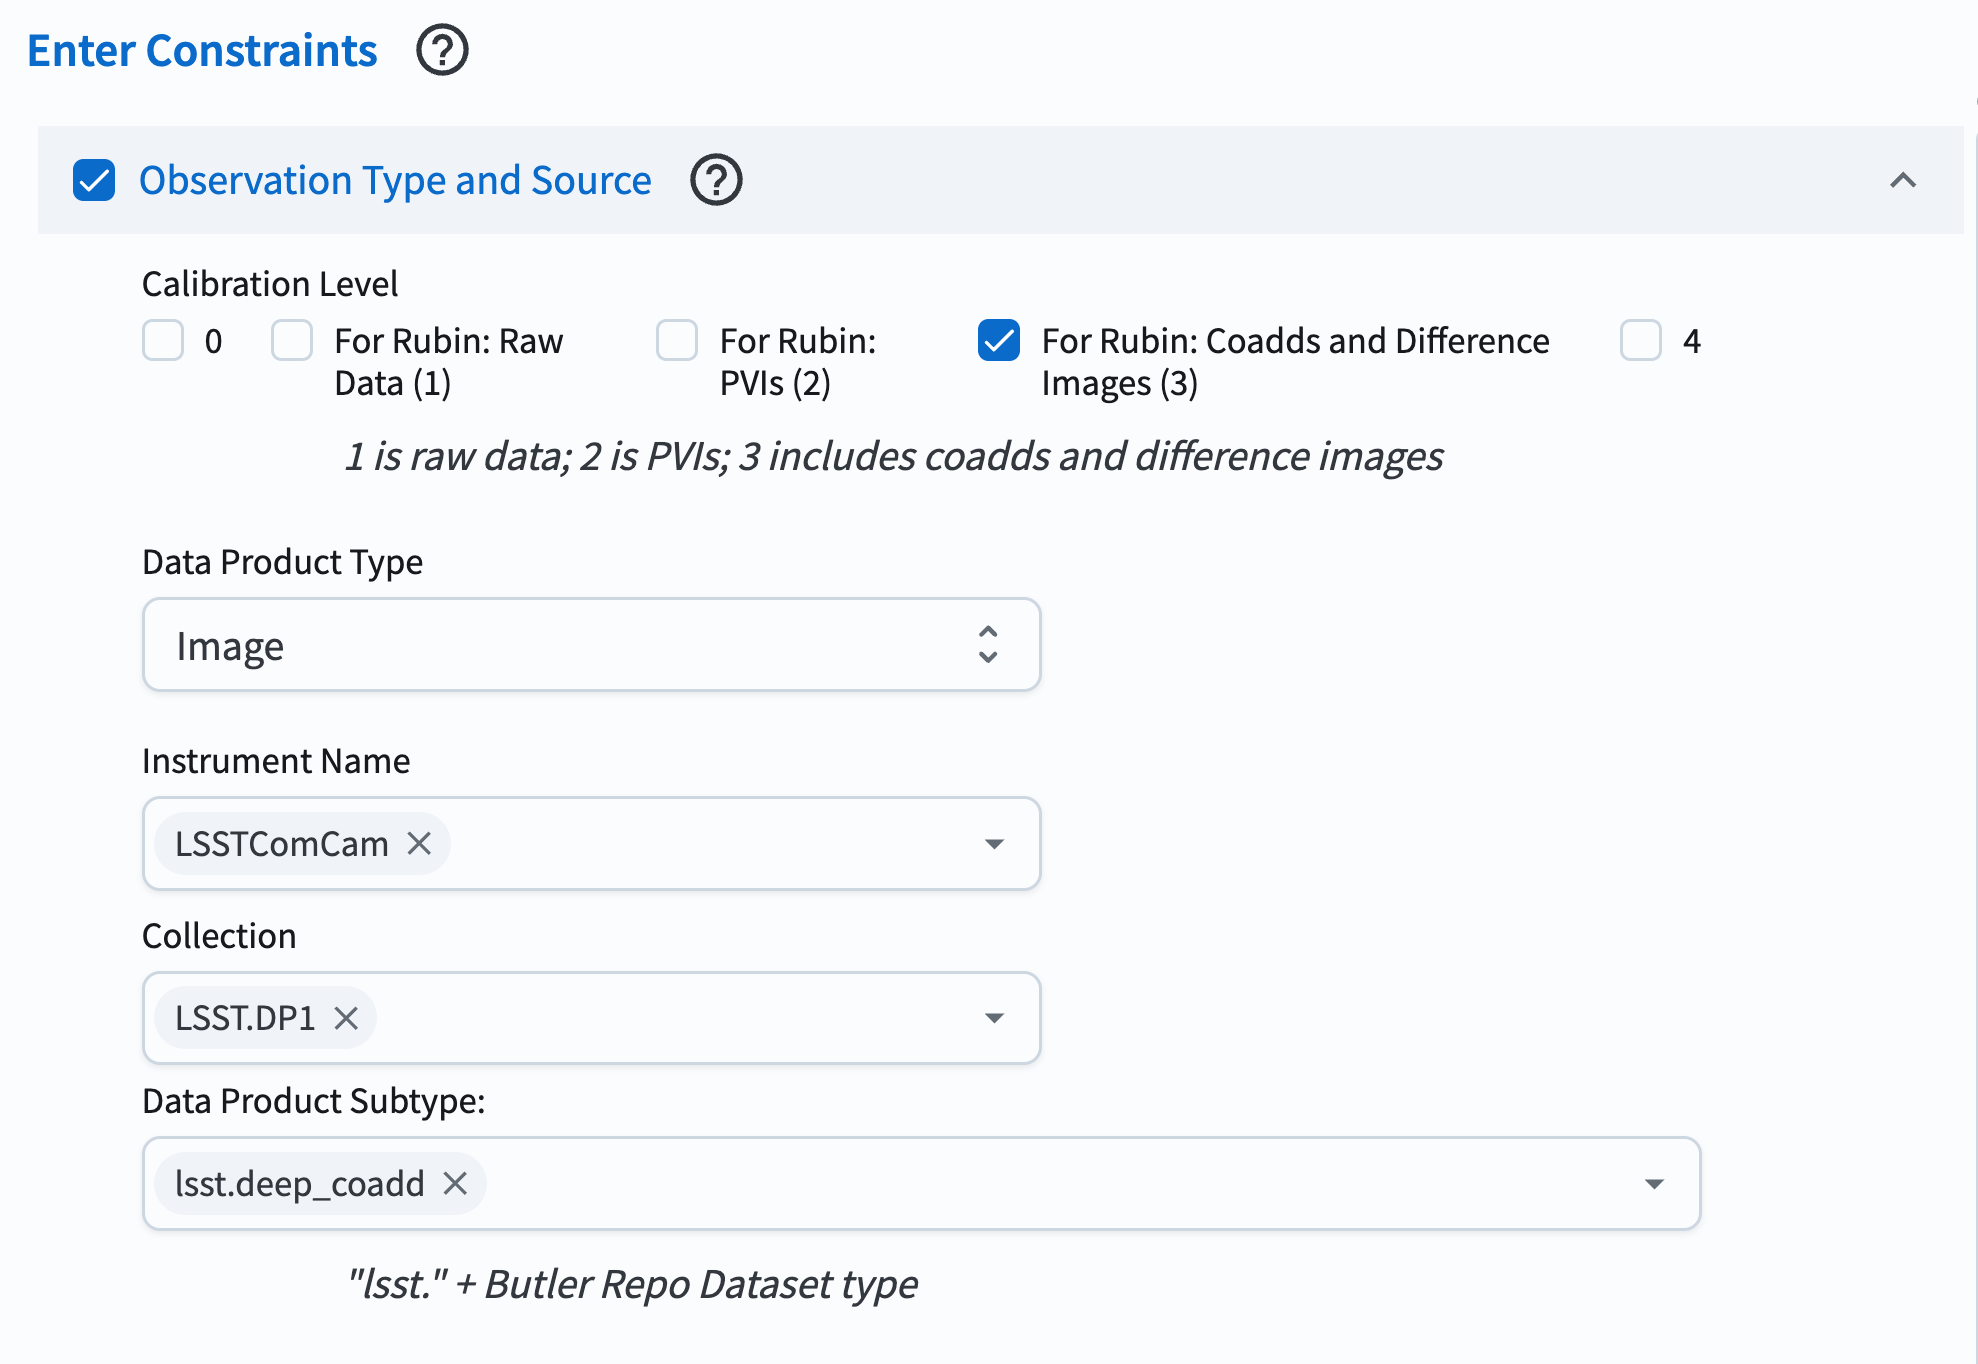 Enter Constraints ?
Observation Type and Source ?
Calibration Level
0 For Rubin: Raw For Rubin: For Rubin: Coadds and Difference 4
Data (1) PVIs (2) Images (3)
1 is raw data; 2 is PVIs; 3 includes coadds and difference images
Data Product Type
Image
Instrument Name
LSSTComCam
Collection
LSST.DP1
Data Product Subtype:
lsst.deep_coadd
"lsst." + Butler Repo Dataset type